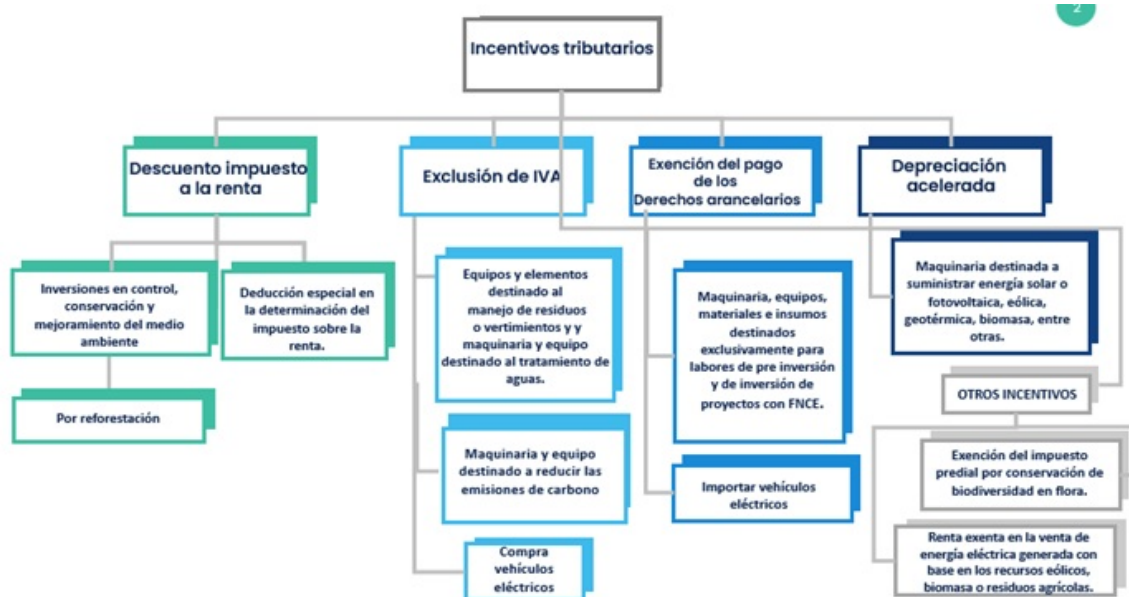 2
Incentivos tributarios
Descuento impuesto
a la renta
Exclusión de IVA
Exención del pago
de los
Derechos arancelarios
Depreciación
acelerada
Inversiones en control,
conservación y
mejoramiento del medio
ambiente
Por reforestación
Deducción especial en
la determinación del
impuesto sobre la
renta.
Equipos y elementos
destinado al
manejo de residuos
o vertimientos y y
maquinaria y equipo
destinado al tratamiento de
aguas.
Maquinaria y equipo
destinado a reducir las
emisiones de carbono
Compra
vehículos
eléctricos
Maquinaria, equipos,
materiales e insumos
destinados
exclusivamente para
labores de pre inversión
y de inversión de
proyectos con FNCE.
Importar vehículos
eléctricos
Maquinaria destinada a
suministrar energía solar o
fotovoltaica, eólica,
geotérmica, biomasa, entre
otras.
OTROS INCENTIVOS
Exención del impuesto
predial por conservación de
biodiversidad en flora.
Renta exenta en la venta de
energía eléctrica generada con
base en los recursos eólicos,
biomasa o residuos agrícolas.